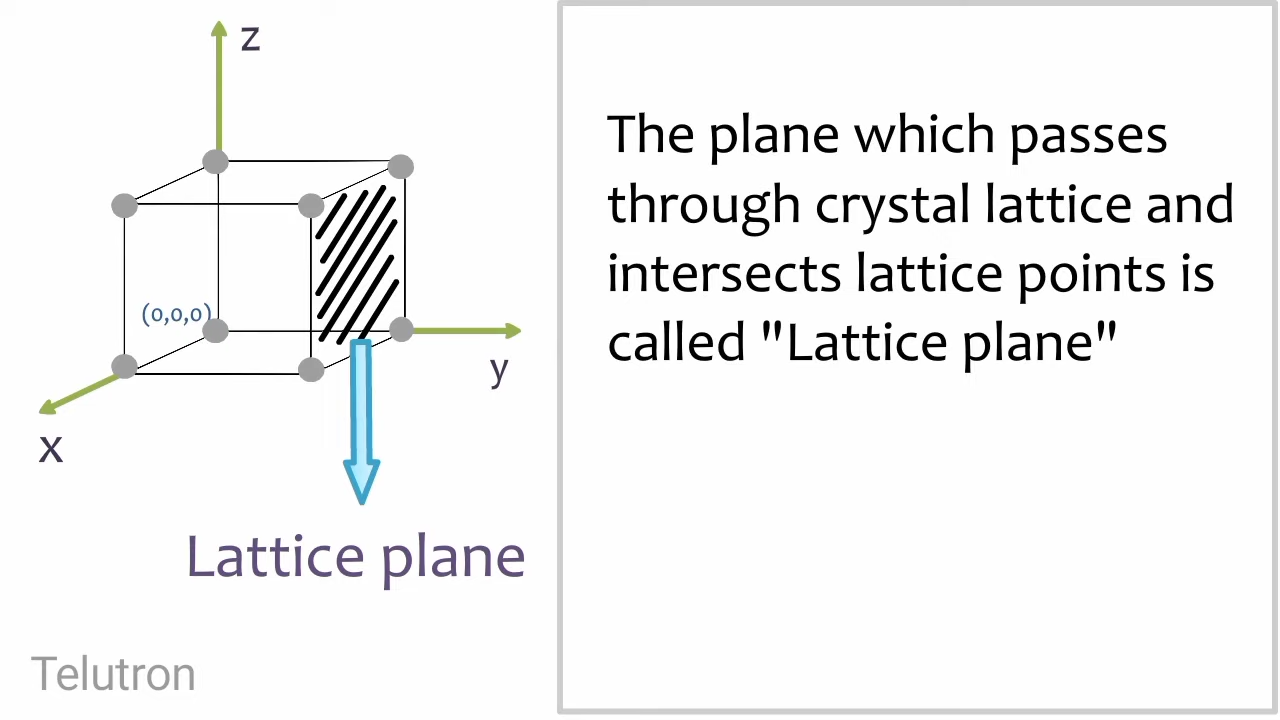 z
(0,0,0)
y
x
Lattice plane
Telutron
The plane which passes
through crystal lattice and
intersects lattice points is
called "Lattice plane"